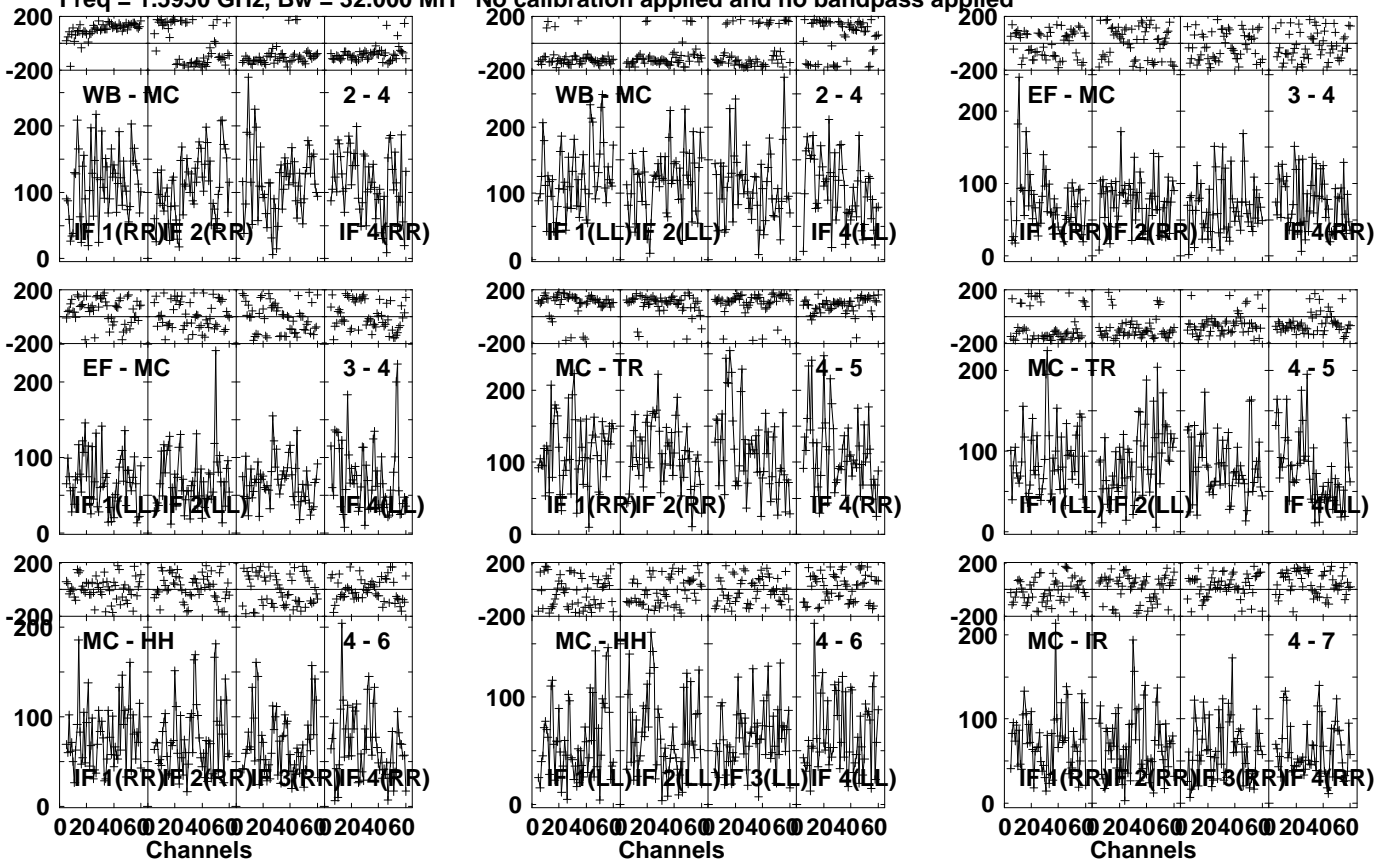 Freq = 1.5950 GHz, Bw = 32.000 MH No calibration applied and no bandpass applied
-200
WB - MC 2 - 4
200
100
IF 1(RR) IF 2(RR) IF 4(RR)
0
-200
WB - MC 2 - 4
200
100
IF 1(LL) IF 2(LL) IF 4(LL)
0
-200
EF - MC 3 - 4
200
100
IF 1(RR) IF 2(RR) IF 4(RR)
0
200
-200
EF - MC 3 - 4
200
100
IF 1(LL) IF 2(LL) IF 4(LL)
0
200
-200
MC - TR 4 - 5
200
100
IF 1(RR) IF 2(RR) IF 4(RR)
0
200
-200
MC - TR 4 - 5
200
100
IF 1(LL) IF 2(LL) IF 4(LL)
0
200
-200
200
MC - HH 4 - 6
100
IF 1(RR) IF 2(RR) IF 3(RR) IF 4(RR)
0
0 20 40 60 0 20 40 60 0 20 40 60 0 20 40 60
Channels
200
-200
MC - HH 4 - 6
100
IF 1(LL) IF 2(LL) IF 3(LL) IF 4(LL)
0
0 20 40 60 0 20 40 60 0 20 40 60 0 20 40 60
Channels
200
-200
200
MC - IR 4 - 7
100
IF 1(RR) IF 2(RR) IF 3(RR) IF 4(RR)
0
0 20 40 60 0 20 40 60 0 20 40 60 0 20 40 60
Channels